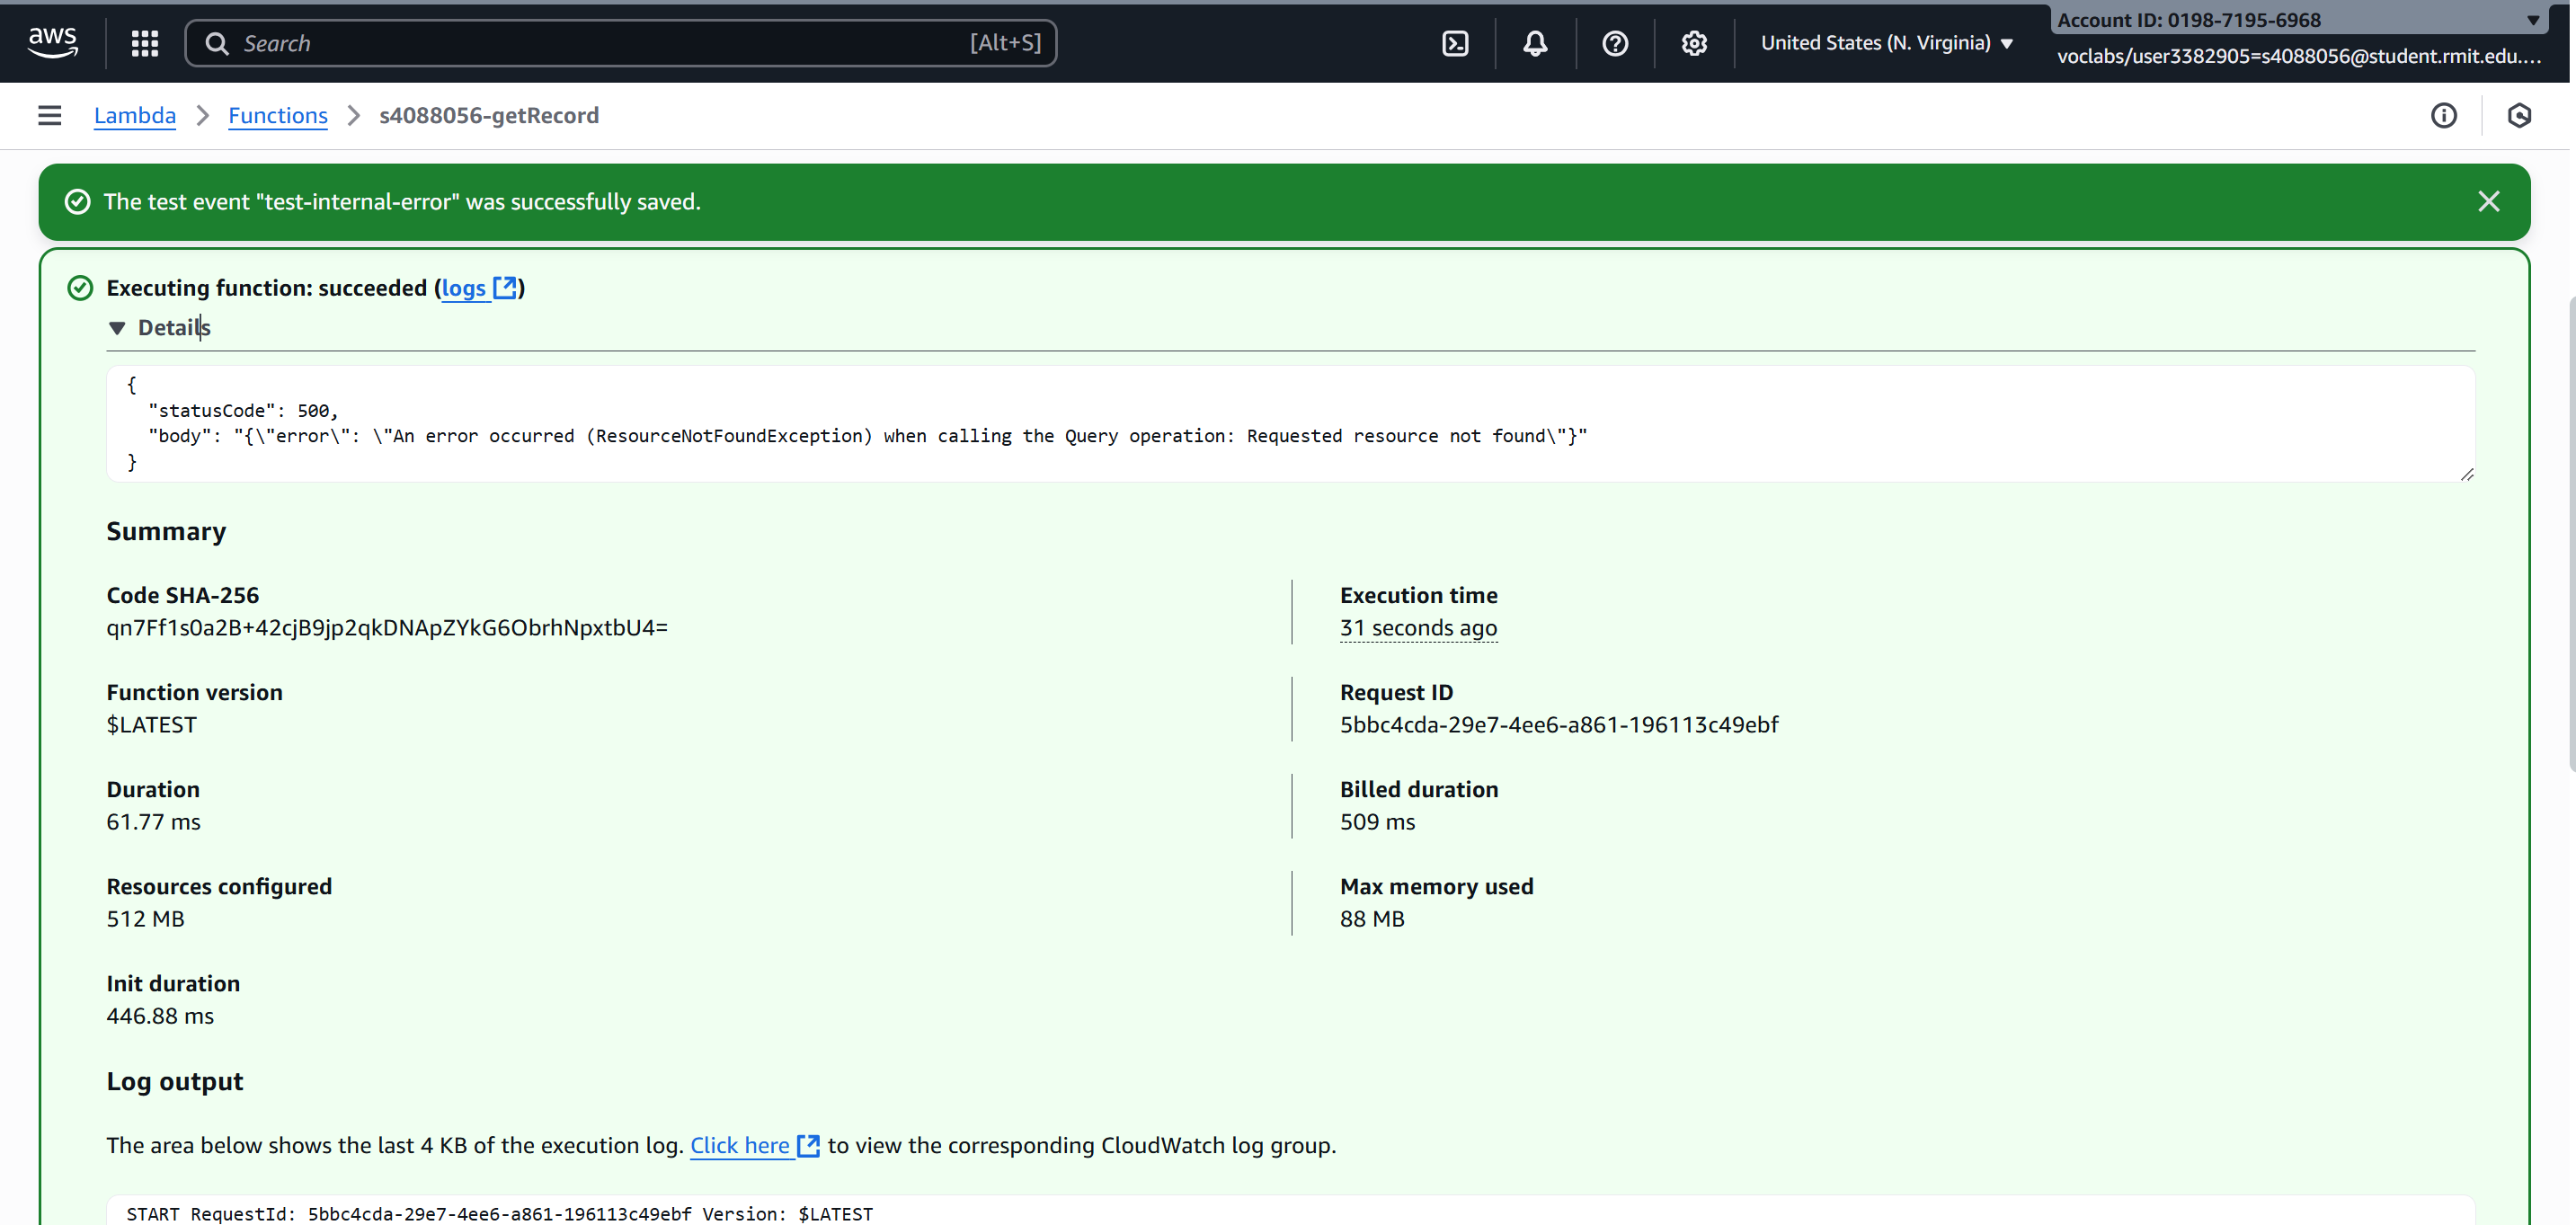 aws
Search [Alt+S]
United States (N. Virginia)
Account ID: 0198-7195-6968
voclabs/user3382905=s4088056@student.rmit.edu....
Lambda
Functions
s4088056-getRecord
The test event "test-internal-error" was successfully saved.
Executing function: succeeded (logs)
Details
{
"statusCode": 500,
"body": "{\"error\": \"An error occurred (ResourceNotFoundException) when calling the Query operation: Requested resource not found\"}"
}
Summary
Code SHA-256
qn7Ff1s0a2B+42cjB9jp2qkDNApZYkG6ObrhNpxtbU4=
Execution time
31 seconds ago
Function version
$LATEST
Request ID
5bbc4cda-29e7-4ee6-a861-196113c49ebf
Duration
61.77 ms
Billed duration
509 ms
Resources configured
512 MB
Max memory used
88 MB
Init duration
446.88 ms
Log output
The area below shows the last 4 KB of the execution log. Click here to view the corresponding CloudWatch log group.
START RequestId: 5bbc4cda-29e7-4ee6-a861-196113c49ebf Version: $LATEST